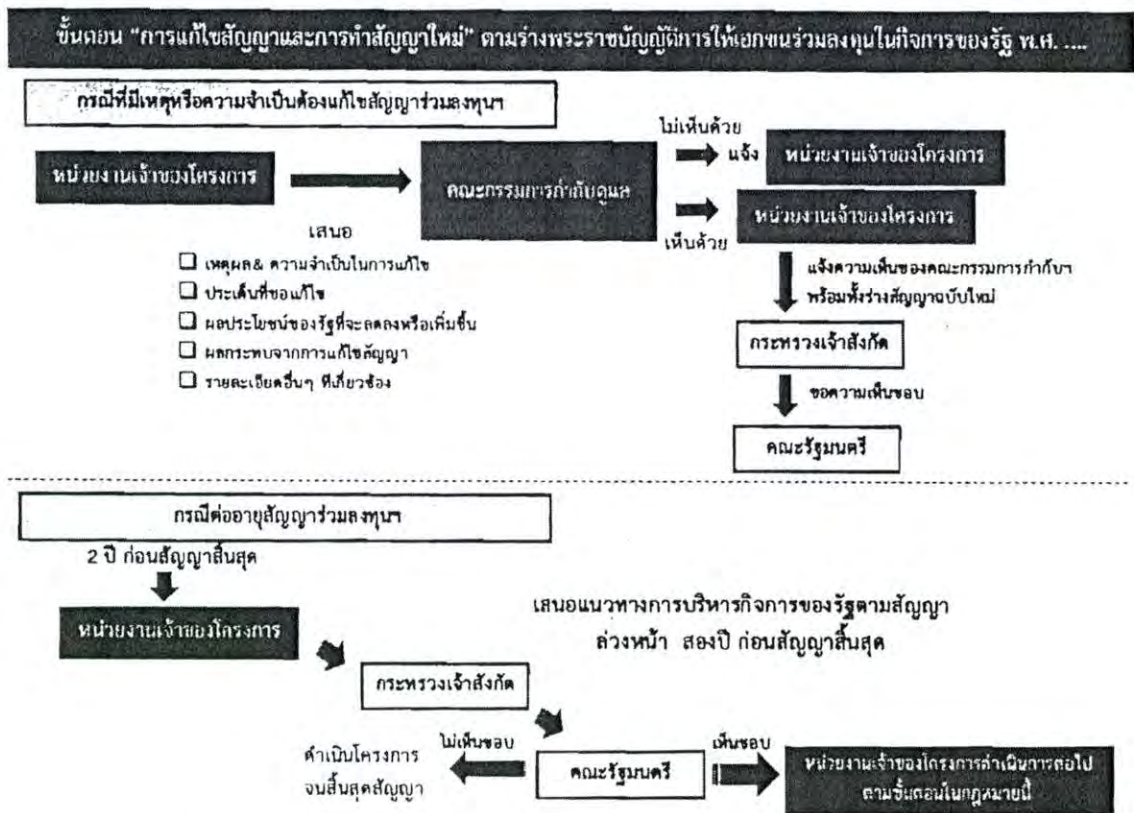 ขั้นตอน "การแก้ไขสัญญาและการทำสัญญาใหม่" ตามร่างพระราชบัญญัติการให้เอกชนร่วมลงทุนในกิจการของรัฐ พ.ศ. ....
กรณีที่มีเหตุหรือความจำเป็นต้องแก้ไขสัญญาร่วมลงทุนฯ
หน่วยงานเจ้าของโครงการ
คณะกรรมการกำกับดูแล
ไม่เห็นด้วย
แจ้ง
หน่วยงานเจ้าของโครงการ
เห็นด้วย
หน่วยงานเจ้าของโครงการ
เสนอ
เหตุผล& ความจำเป็นในการแก้ไข
ประเด็นที่ขอแก้ไข
ผลประโยชน์ของรัฐที่จะลดลงหรือเพิ่มขึ้น
ผลกระทบจากการแก้ไขสัญญา
รายละเอียดอื่นๆ ที่เกี่ยวข้อง
แจ้งความเห็นของคณะกรรมการกำกับฯ
พร้อมทั้งร่างสัญญาฉบับใหม่
กระทรวงเจ้าสังกัด
ขอความเห็นชอบ
คณะรัฐมนตรี
กรณีต่ออายุสัญญาร่วมลงทุนฯ
2 ปี ก่อนสัญญาสิ้นสุด
หน่วยงานเจ้าของโครงการ
เสนอแนวทางการบริหารกิจการของรัฐตามสัญญา
ล่วงหน้า สองปี ก่อนสัญญาสิ้นสุด
กระทรวงเจ้าสังกัด
ดำเนินโครงการ
จนสิ้นสุดสัญญา
ไม่เห็นชอบ
คณะรัฐมนตรี
เห็นชอบ
หน่วยงานเจ้าของโครงการดำเนินการต่อไป
ตามขั้นตอนในกฎหมายนี้